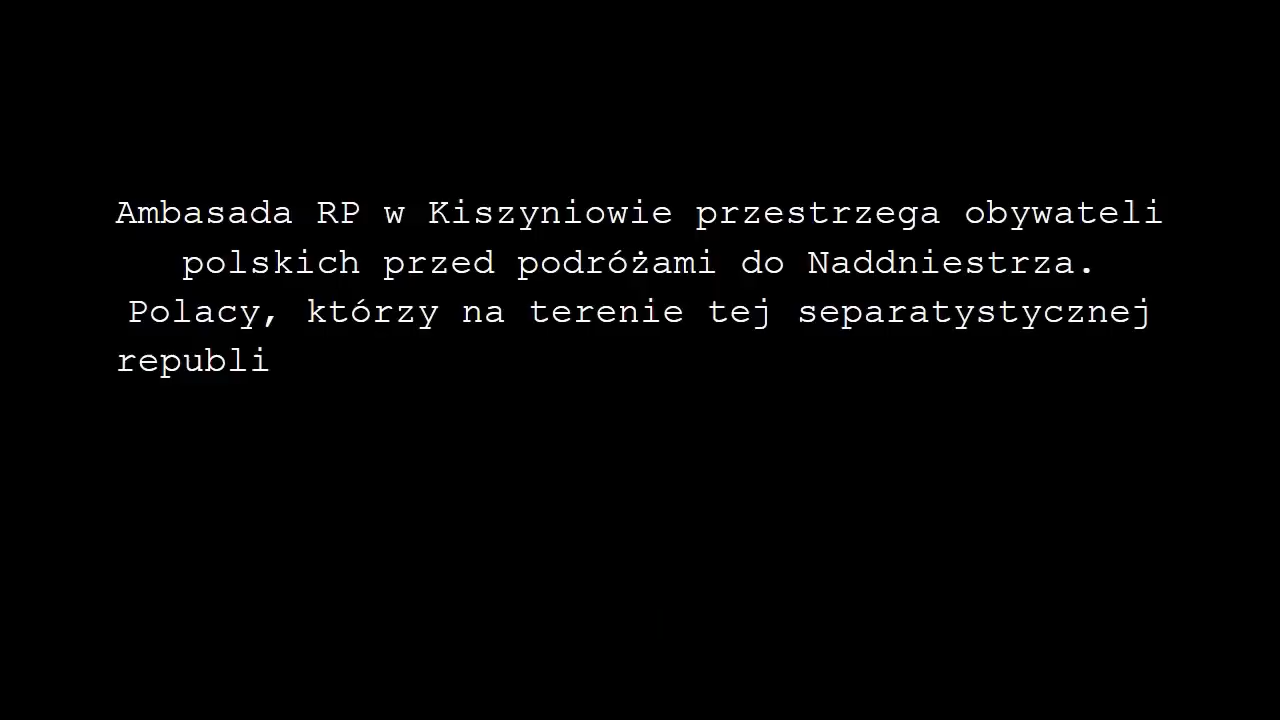 Ambasada RP w Kiszyniowie przestrzega obywateli
polskich przed podróżami do Naddniestrza.
Polacy, którzy na terenie tej separatystycznej
republi